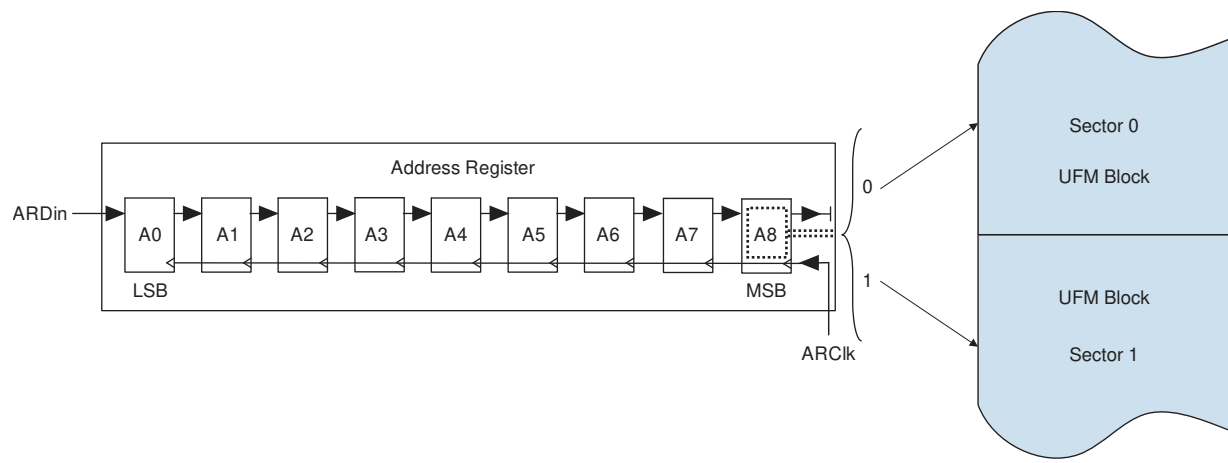 Address Register
ARDin
A0 A1 A2 A3 A4 A5 A6 A7 A8
LSB MSB
ARClk
0
1
Sector 0
UFM Block
UFM Block
Sector 1